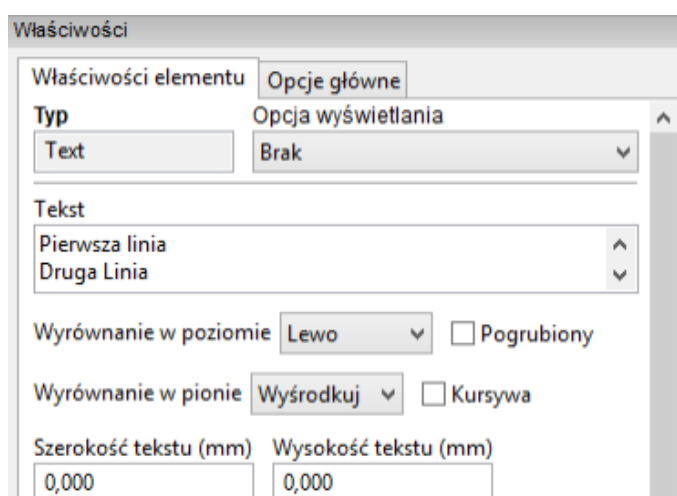 Właściwości
Właściwości elementu Opcje główne
Typ Opcja wyświetlania
Text Brak
Tekst
Pierwsza linia
Druga Linia
Wyrównanie w poziomie Lewo Pogrubiony
Wyrównanie w pionie Wyśrodkuj Kursywa
Szerokość tekstu (mm) Wysokość tekstu (mm)
0,000 0,000